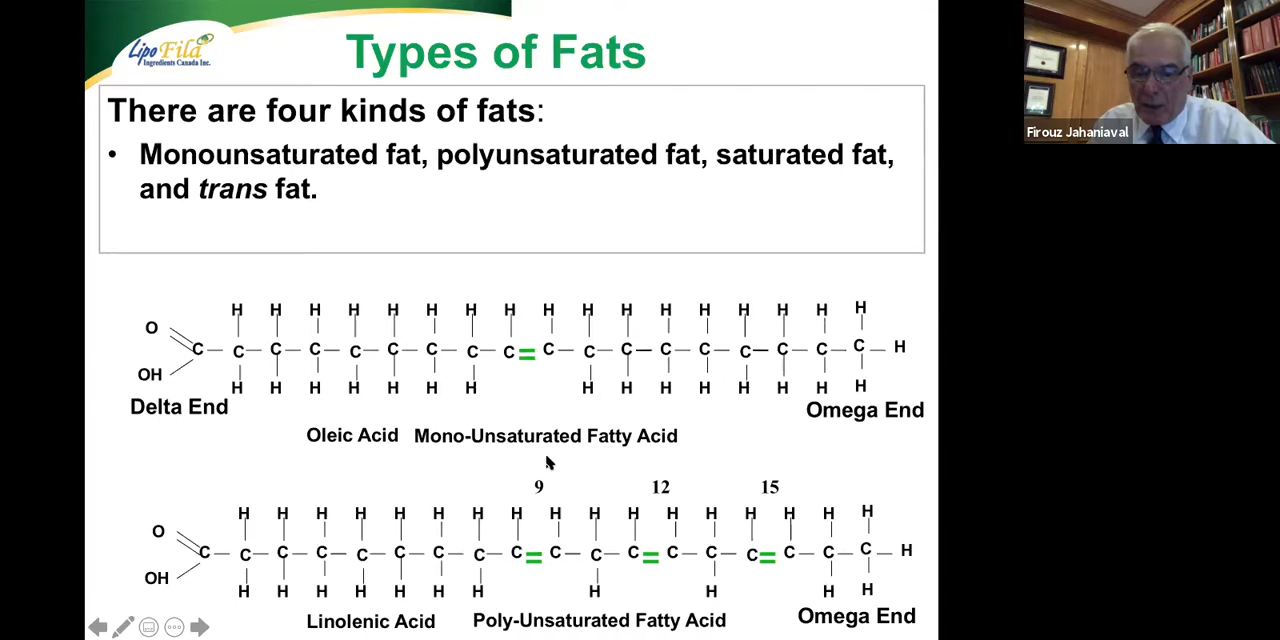 Lipo Fila
Ingredients Canada Inc.
Types of Fats
There are four kinds of fats:
• Monounsaturated fat, polyunsaturated fat, saturated fat,
and trans fat.
H H H H H H H H H H H H H H H H H
O
C — C — C — C — C — C — C — C — C = C — C — C — C — C — C — C — C — C — H
OH
H H H H H H H H H H H H H H H
Delta End
Omega End
Oleic Acid Mono-Unsaturated Fatty Acid
9 12 15
H H H H H H H H H H H H H H H H H
O
C — C — C — C — C — C — C — C — C = C — C — C = C — C — C = C — C — C — H
OH
H H H H H H H H H H H
Linolenic Acid Poly-Unsaturated Fatty Acid
Omega End
Firouz Jahaniaval